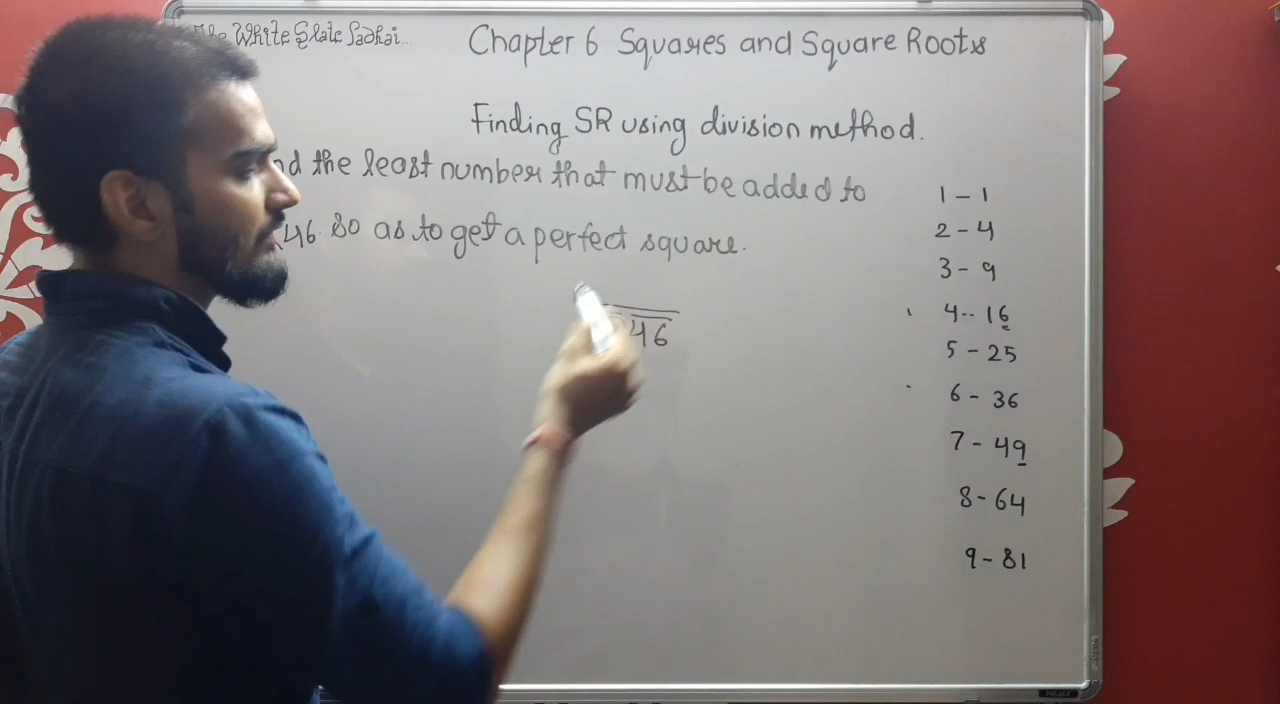 White Slate Sadhai...
Chapter 6 Squares and Square Roots
Finding SR using division method.
nd the least number that must be added to
46 so as to get a perfect square.
46
1 - 1
2 - 4
3 - 9
4 -- 16
5 - 25
6 - 36
7 - 49
8 - 64
9 - 81